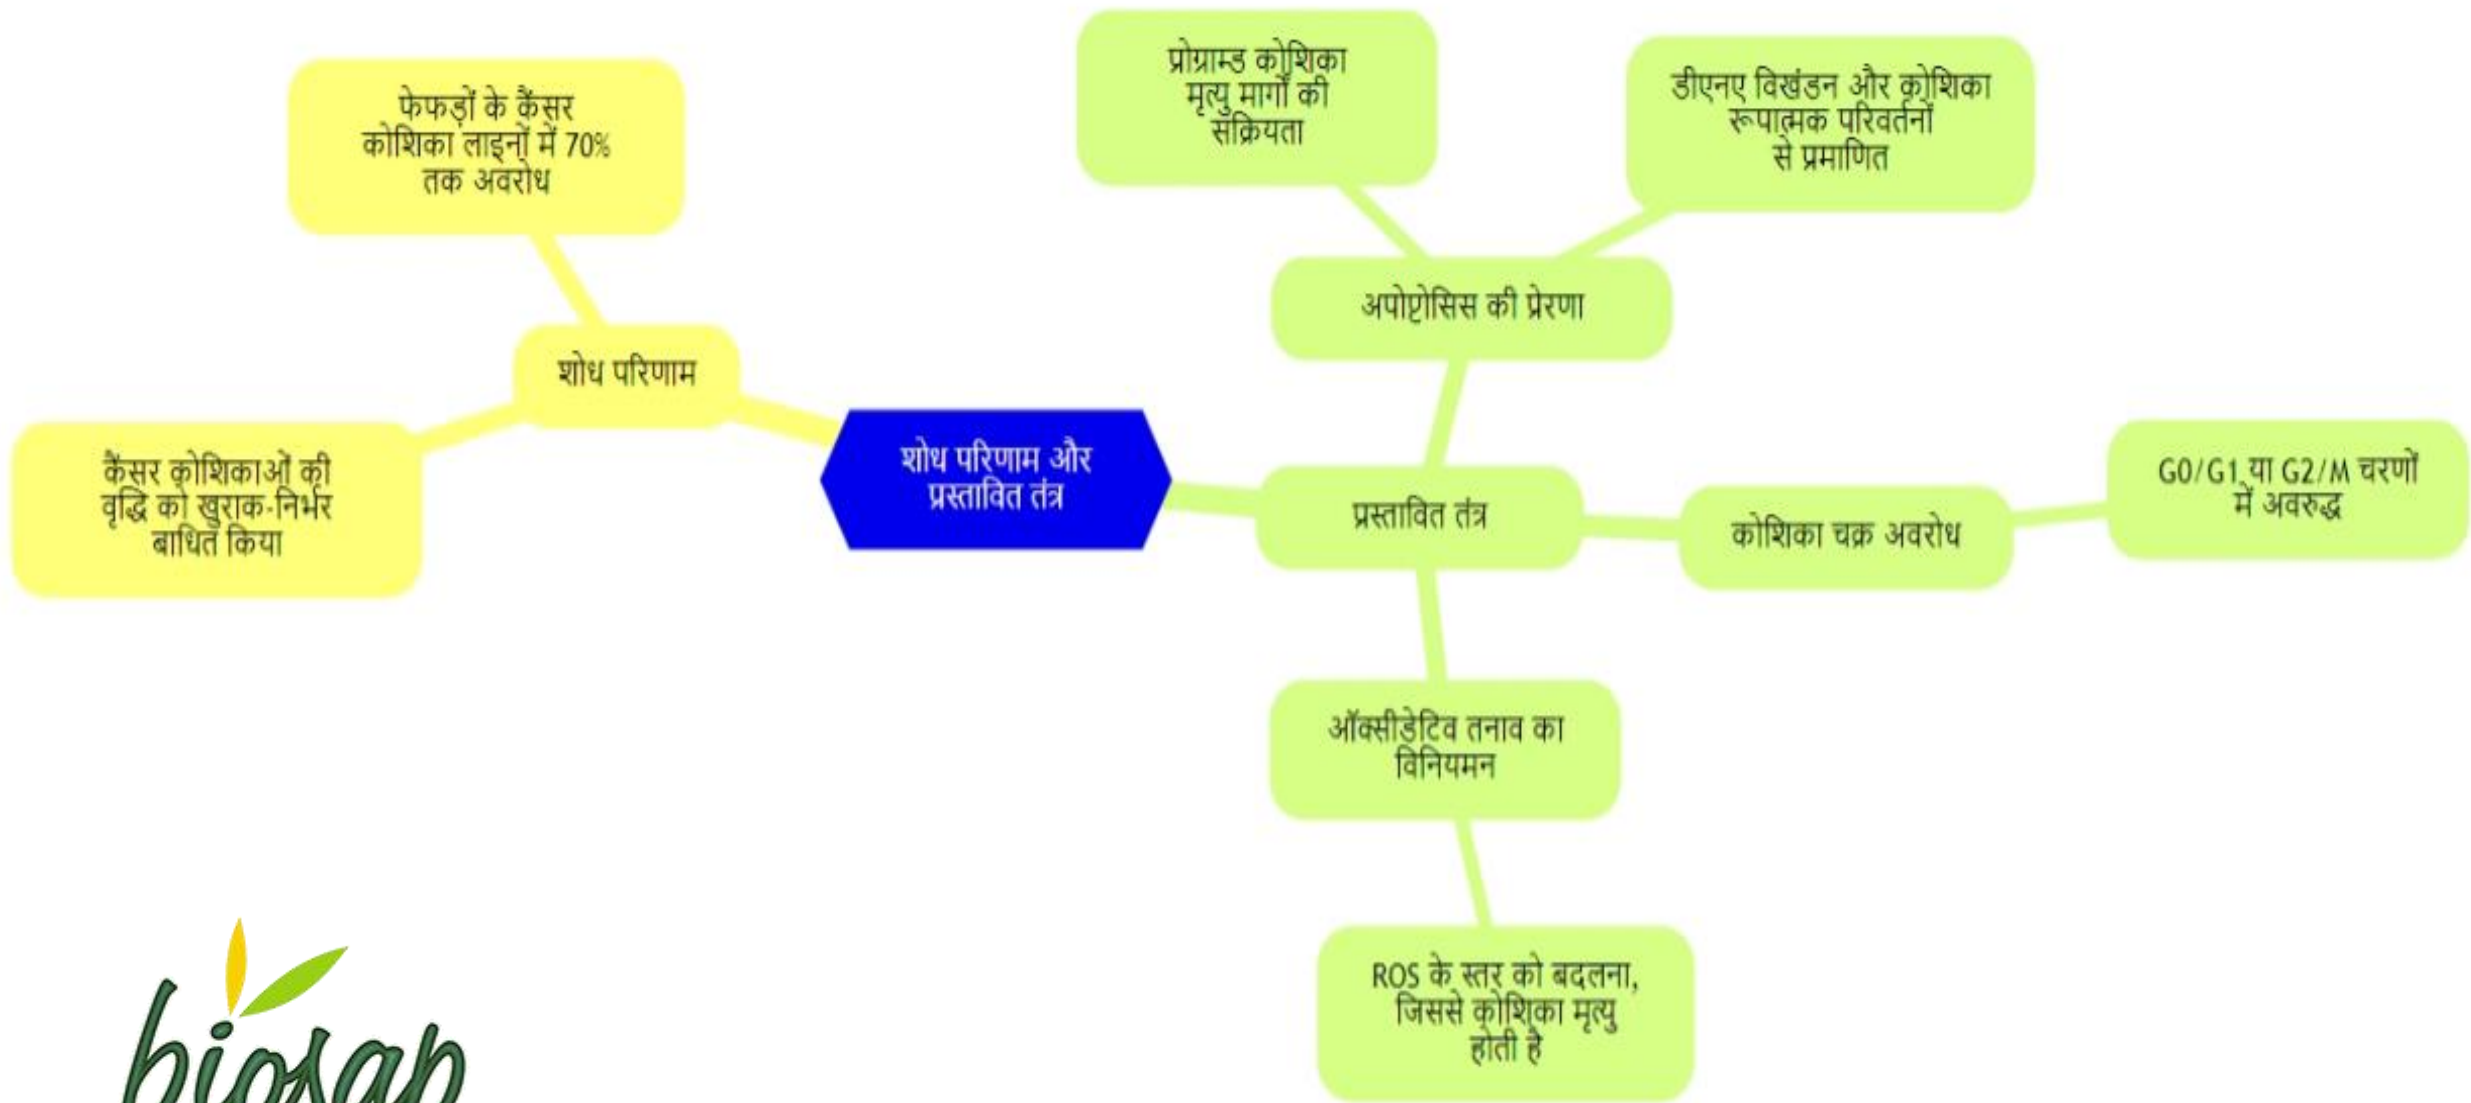 फेफड़ों के कैंसर
कोशिका लाइनों में 70%
तक अवरोध
शोध परिणाम
कैंसर कोशिकाओं की
वृद्धि को खुराक-निर्भर
बाधित किया
शोध परिणाम और
प्रस्तावित तंत्र
प्रोग्राम्ड कोशिका
मृत्यु मार्गों की
सक्रियता
डीएनए विखंडन और कोशिका
रूपात्मक परिवर्तनों
से प्रमाणित
अपोप्टोसिस की प्रेरणा
प्रस्तावित तंत्र
कोशिका चक्र अवरोध
G0/G1 या G2/M चरणों
में अवरुद्ध
ऑक्सीडेटिव तनाव का
विनियमन
ROS के स्तर को बदलना,
जिससे कोशिका मृत्यु
होती है
biosap